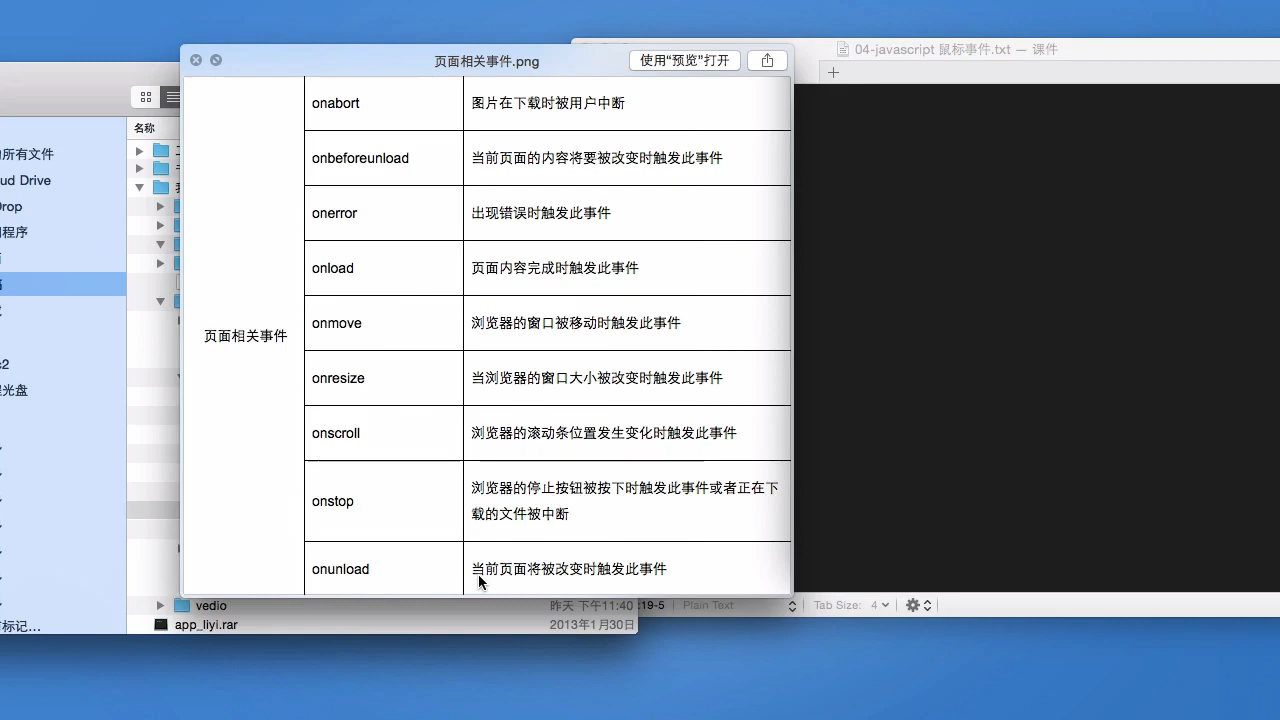 04-javascript 鼠标事件.txt — 课件
页面相关事件.png
使用“预览”打开
名称
所有文件
ud Drive
rop
程序
c2
光盘
标记…
页面相关事件
onabort
图片在下载时被用户中断
onbeforeunload
当前页面的内容将要被改变时触发此事件
onerror
出现错误时触发此事件
onload
页面内容完成时触发此事件
onmove
浏览器的窗口被移动时触发此事件
onresize
当浏览器的窗口大小被改变时触发此事件
onscroll
浏览器的滚动条位置发生变化时触发此事件
onstop
浏览器的停止按钮被按下时触发此事件或者正在下
载的文件被中断
onunload
当前页面将被改变时触发此事件
vedio
昨天 下午11:40
:19-5
Plain Text
Tab Size: 4
app_liyi.rar
2013年1月30日